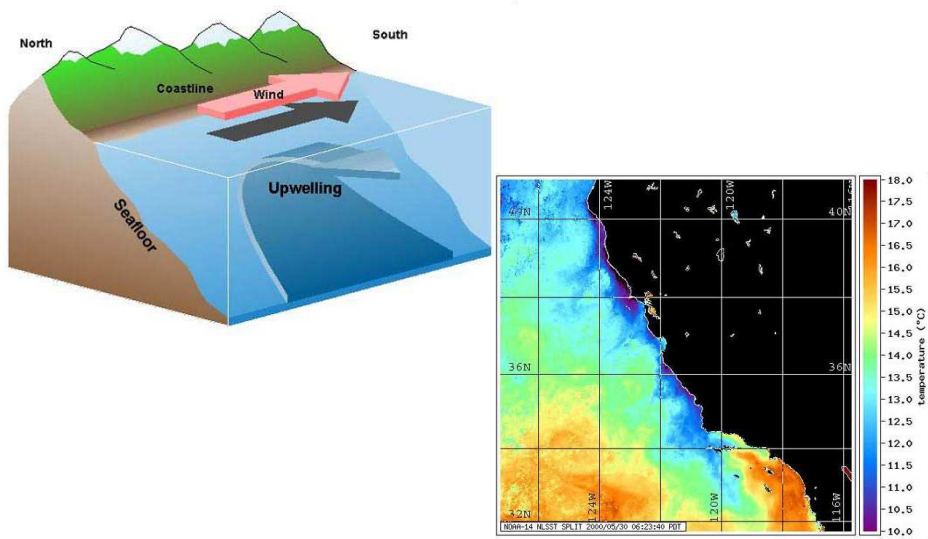 North
South
Coastline
Wind
Upwelling
Seafloor
124W
120W
40N
40N
36N
36N
32N
124W
120W
116W
NOAA-14 NLSST SPLIT 2000/05/30 06:23:40 PDT
18.0
17.5
17.0
16.5
16.0
15.5
15.0
14.5
14.0
13.5
13.0
12.5
12.0
11.5
11.0
10.5
10.0
temperature (°C)